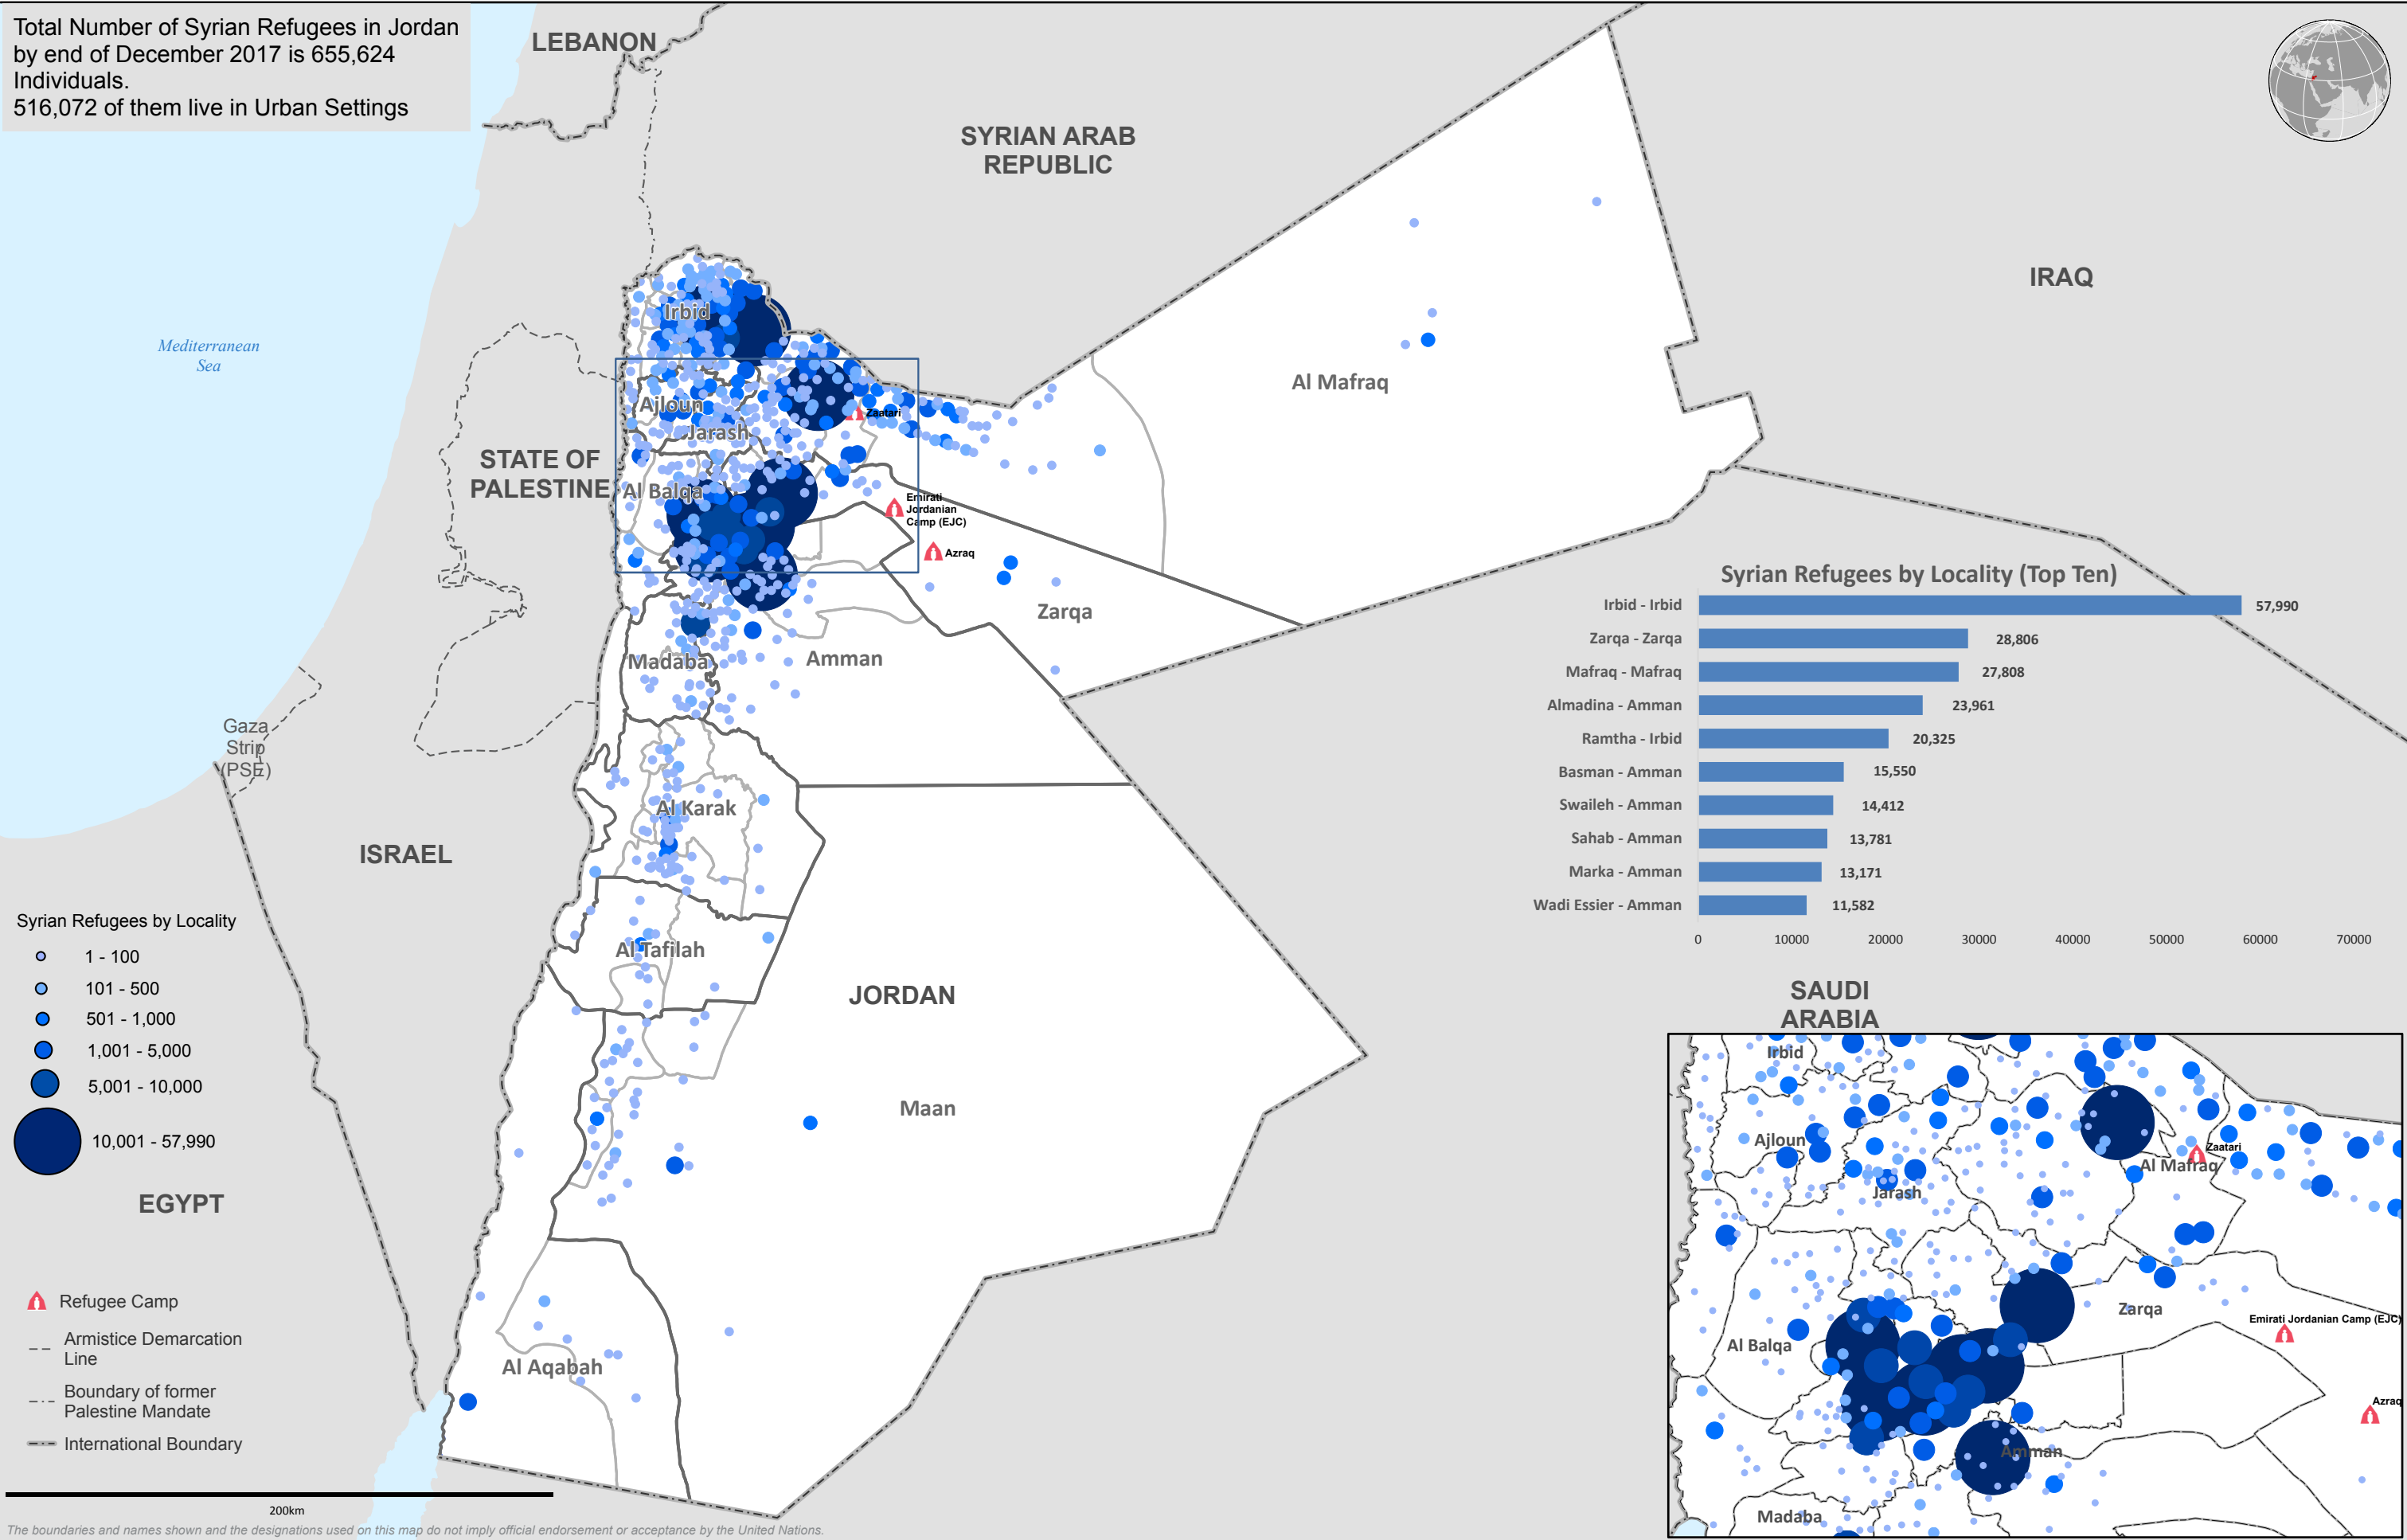 Total Number of Syrian Refugees in Jordan
by end of December 2017 is 655,624
Individuals.
516,072 of them live in Urban Settings
LEBANON
SYRIAN ARAB
REPUBLIC
IRAQ
Mediterranean
Sea
Irbid
Al Mafraq
Ajloun
Zaatari
Jarash
STATE OF
PALESTINE
Al Balqa
Emirati
Jordanian
Camp (EJC)
Azraq
Zarqa
Madaba
Amman
Gaza
Strip
(PSE)
Al Karak
ISRAEL
Al Tafilah
JORDAN
Maan
EGYPT
Al Aqabah
SAUDI
ARABIA
Syrian Refugees by Locality (Top Ten)
Irbid - Irbid 57,990
Zarqa - Zarqa 28,806
Mafraq - Mafraq 27,808
Almadina - Amman 23,961
Ramtha - Irbid 20,325
Basman - Amman 15,550
Swaileh - Amman 14,412
Sahab - Amman 13,781
Marka - Amman 13,171
Wadi Essier - Amman 11,582
0 10000 20000 30000 40000 50000 60000 70000
Syrian Refugees by Locality
1 - 100
101 - 500
501 - 1,000
1,001 - 5,000
5,001 - 10,000
10,001 - 57,990
Refugee Camp
Armistice Demarcation
Line
Boundary of former
Palestine Mandate
International Boundary
200km
Irbid
Ajloun
Zaatari
Al Mafraq
Jarash
Zarqa
Emirati Jordanian Camp (EJC)
Al Balqa
Azraq
Amman
Madaba
The boundaries and names shown and the designations used on this map do not imply official endorsement or acceptance by the United Nations.